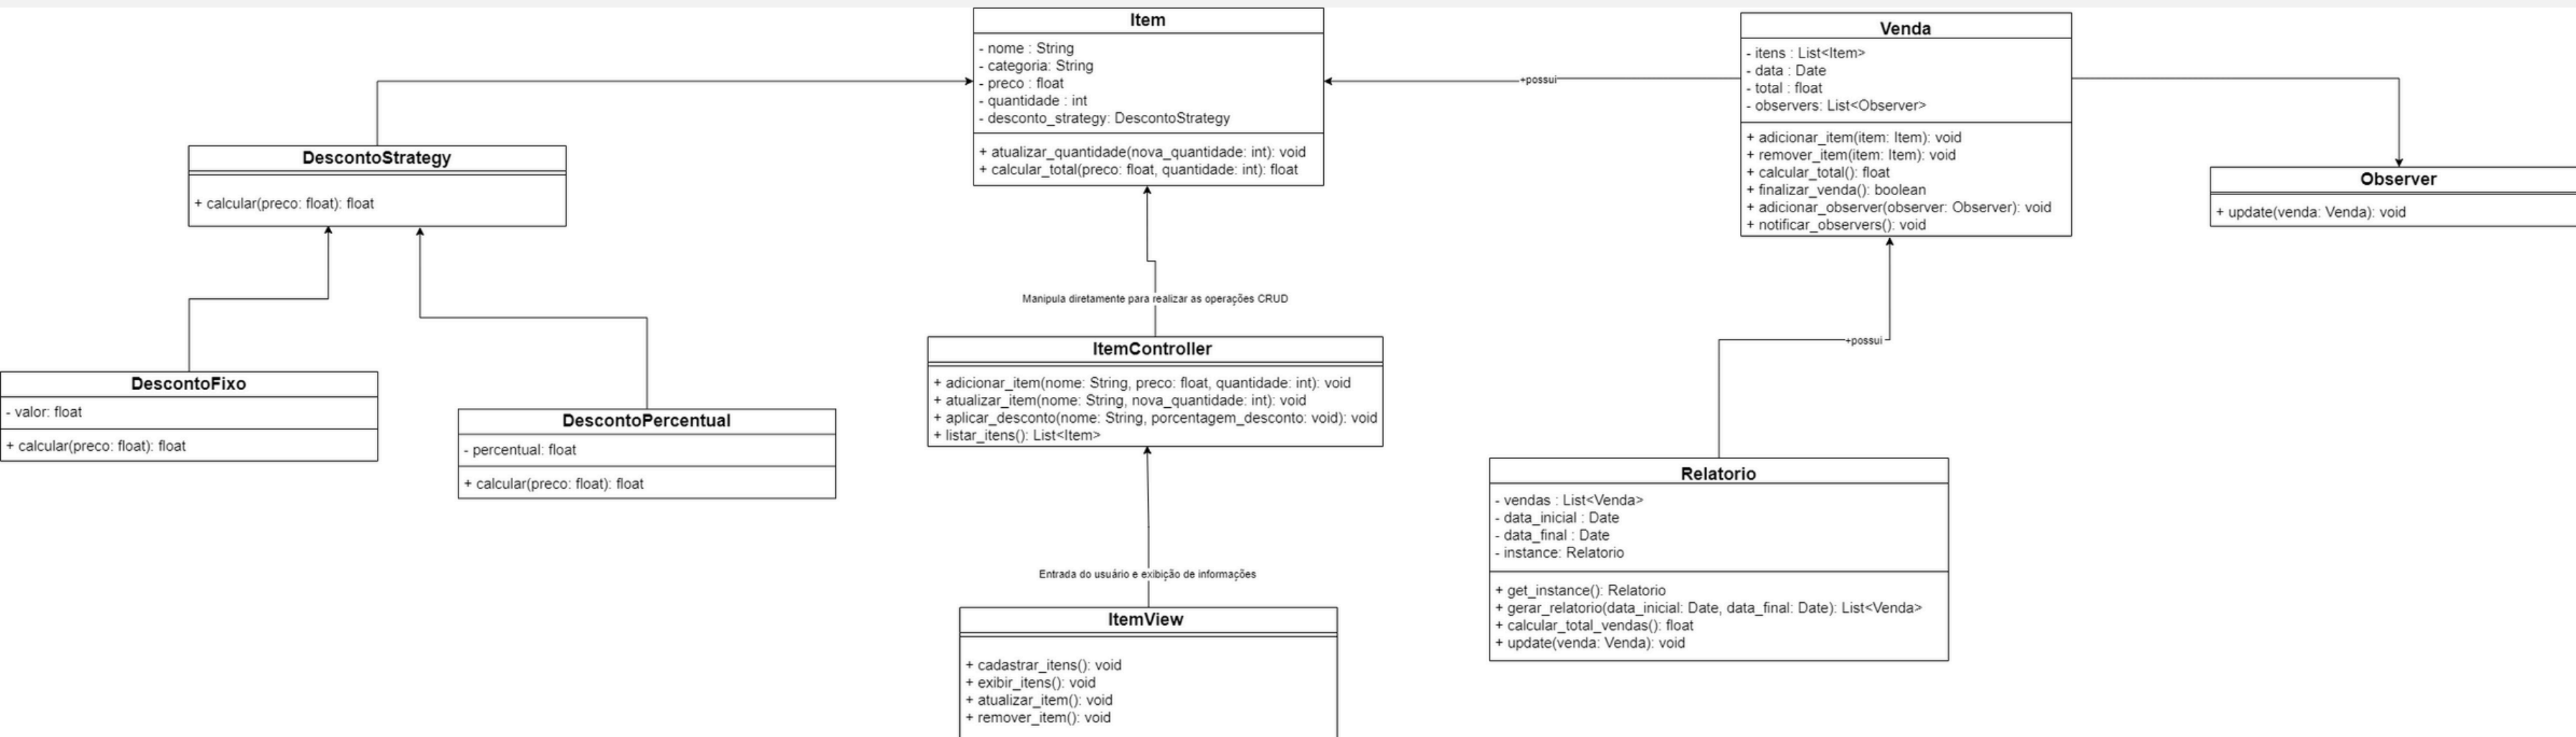 Item
- nome : String
- categoria: String
- preco : float
- quantidade : int
- desconto_strategy: DescontoStrategy
+ atualizar_quantidade(nova_quantidade: int): void
+ calcular_total(preco: float, quantidade: int): float
Venda
- itens : List<Item>
- data : Date
- total : float
- observers: List<Observer>
+ adicionar_item(item: Item): void
+ remover_item(item: Item): void
+ calcular_total(): float
+ finalizar_venda(): boolean
+ adicionar_observer(observer: Observer): void
+ notificar_observers(): void
+possui
DescontoStrategy
+ calcular(preco: float): float
Observer
+ update(venda: Venda): void
Manipula diretamente para realizar as operações CRUD
+possui
ItemController
+ adicionar_item(nome: String, preco: float, quantidade: int): void
+ atualizar_item(nome: String, nova_quantidade: int): void
+ aplicar_desconto(nome: String, porcentagem_desconto: void): void
+ listar_itens(): List<Item>
DescontoFixo
- valor: float
+ calcular(preco: float): float
DescontoPercentual
- percentual: float
+ calcular(preco: float): float
Relatorio
- vendas : List<Venda>
- data_inicial : Date
- data_final : Date
- instance: Relatorio
+ get_instance(): Relatorio
+ gerar_relatorio(data_inicial: Date, data_final: Date): List<Venda>
+ calcular_total_vendas(): float
+ update(venda: Venda): void
Entrada do usuário e exibição de informações
ItemView
+ cadastrar_itens(): void
+ exibir_itens(): void
+ atualizar_item(): void
+ remover_item(): void